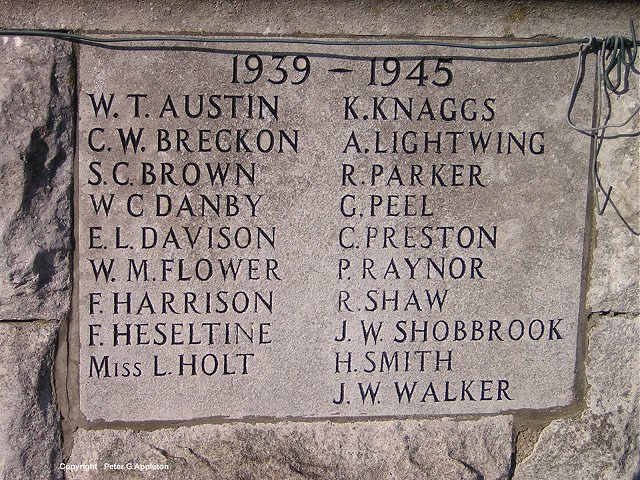 1939 – 1945
W. T. AUSTIN
C. W. BRECKON
S. C. BROWN
W C DANBY
E. L. DAVISON
W. M. FLOWER
F. HARRISON
F. HESELTINE
MISS L. HOLT
K. KNAGGS
A. LIGHTWING
R. PARKER
G. PEEL
C. PRESTON
P. RAYNOR
R. SHAW
J. W. SHOBBROOK
H. SMITH
J. W. WALKER
Copyright Peter G Appleton